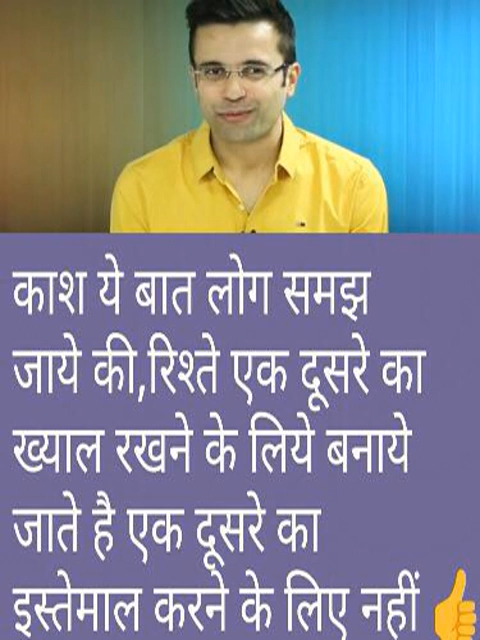 काश ये बात लोग समझ
जाये की,रिश्ते एक दूसरे का
ख्याल रखने के लिये बनाये
जाते है एक दूसरे का
इस्तेमाल करने के लिए नहीं 👍